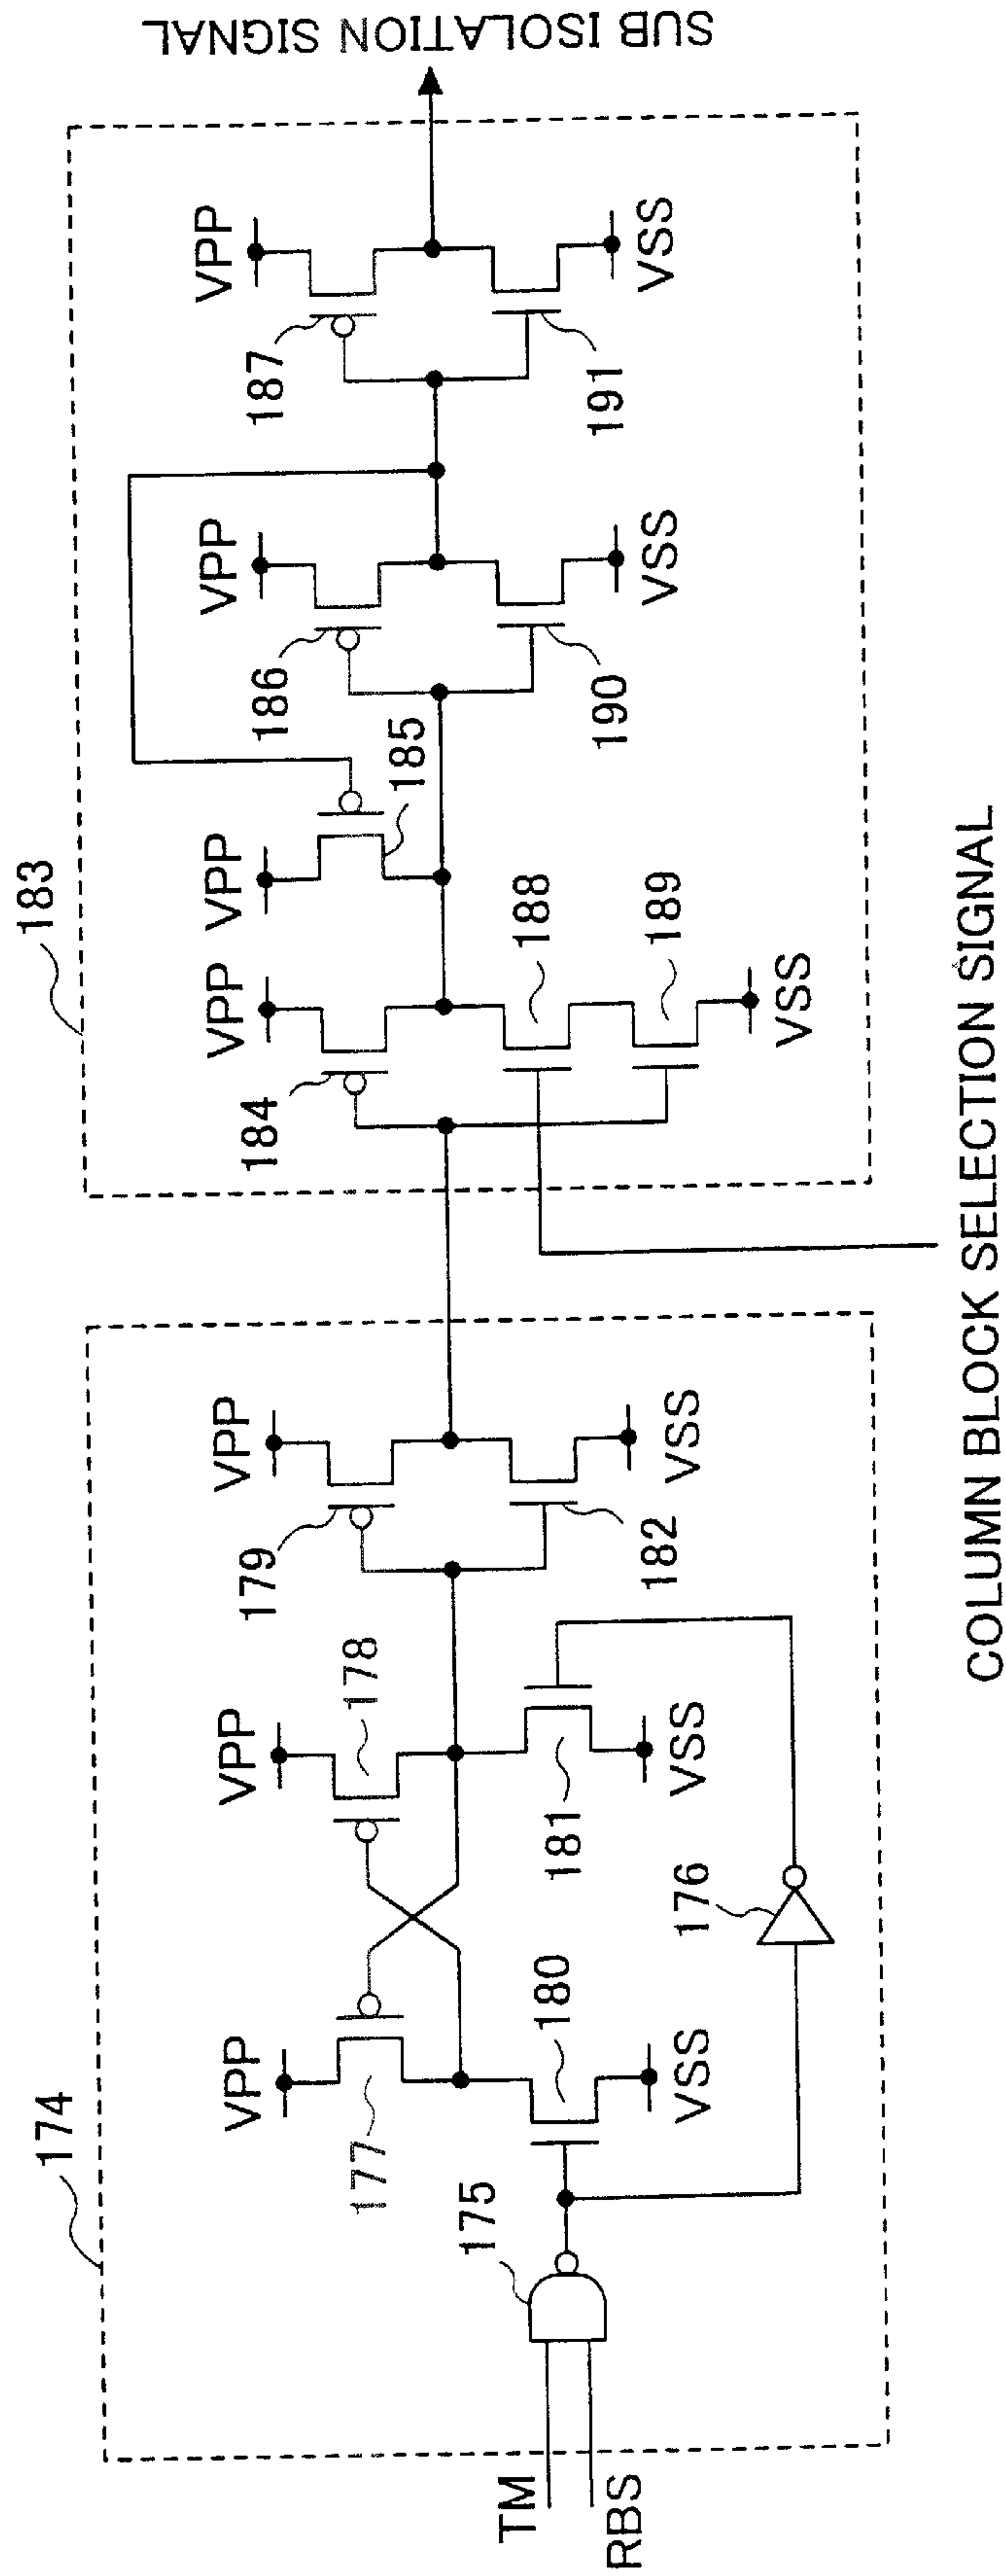 174
183
VPP
VPP
VPP
VPP
VPP
VPP
VPP
177
178
179
184
185
186
187
TM
RBS
175
180
181
182
188
189
190
191
176
VSS
VSS
VSS
VSS
VSS
VSS
SUB ISOLATION SIGNAL
COLUMN BLOCK SELECTION SIGNAL